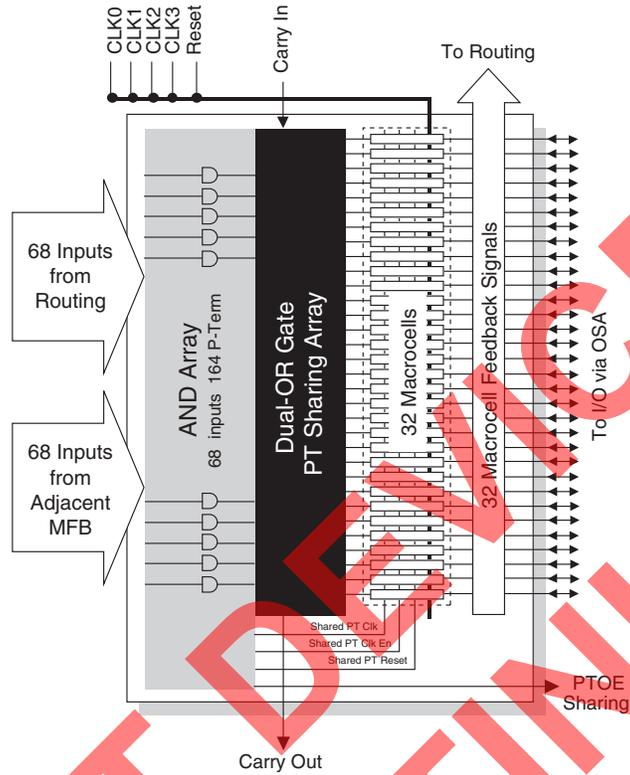 CLK0
CLK1
CLK2
CLK3
Reset
Carry In
To Routing
68 Inputs
from
Routing
68 Inputs
from
Adjacent
MFB
AND Array
68 inputs 164 P-Term
Dual-OR Gate
PT Sharing Array
32 Macrocells
32 Macrocell Feedback Signals
To I/O via OSA
Shared PT Clk
Shared PT Clk En
Shared PT Reset
PTOE
Sharing
Carry Out
DEVIC